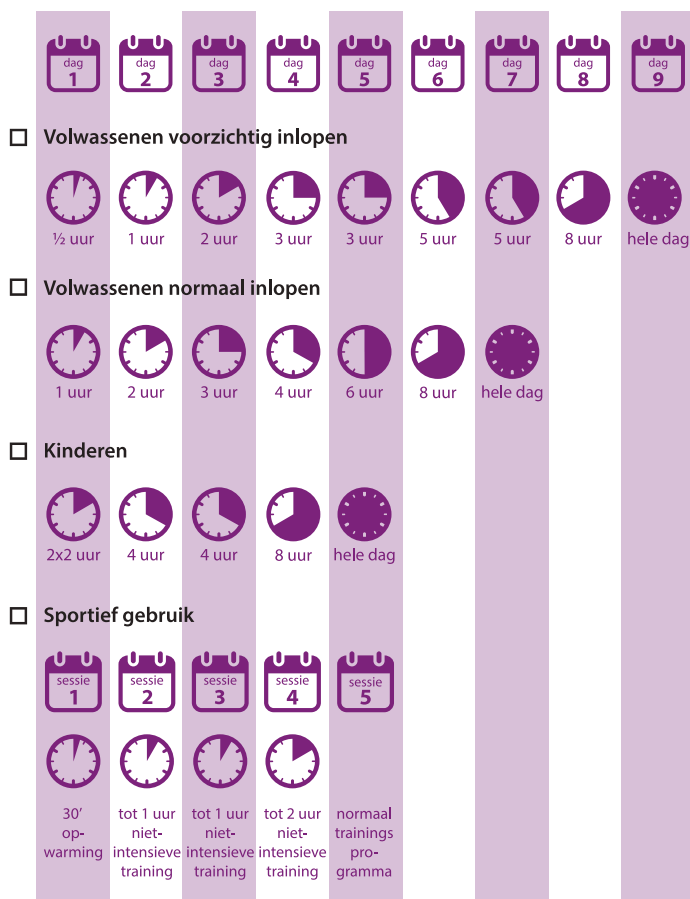 dag 1 dag 2 dag 3 dag 4 dag 5 dag 6 dag 7 dag 8 dag 9
Volwassenen voorzichtig inlopen
½ uur 1 uur 2 uur 3 uur 3 uur 5 uur 5 uur 8 uur hele dag
Volwassenen normaal inlopen
1 uur 2 uur 3 uur 4 uur 6 uur 8 uur hele dag
Kinderen
2x2 uur 4 uur 4 uur 8 uur hele dag
Sportief gebruik
sessie 1 sessie 2 sessie 3 sessie 4 sessie 5
30’
op-
warming
tot 1 uur
niet-
intensieve
training
tot 1 uur
niet-
intensieve
training
tot 2 uur
niet-
intensieve
training
normaal
trainings
pro-
gramma